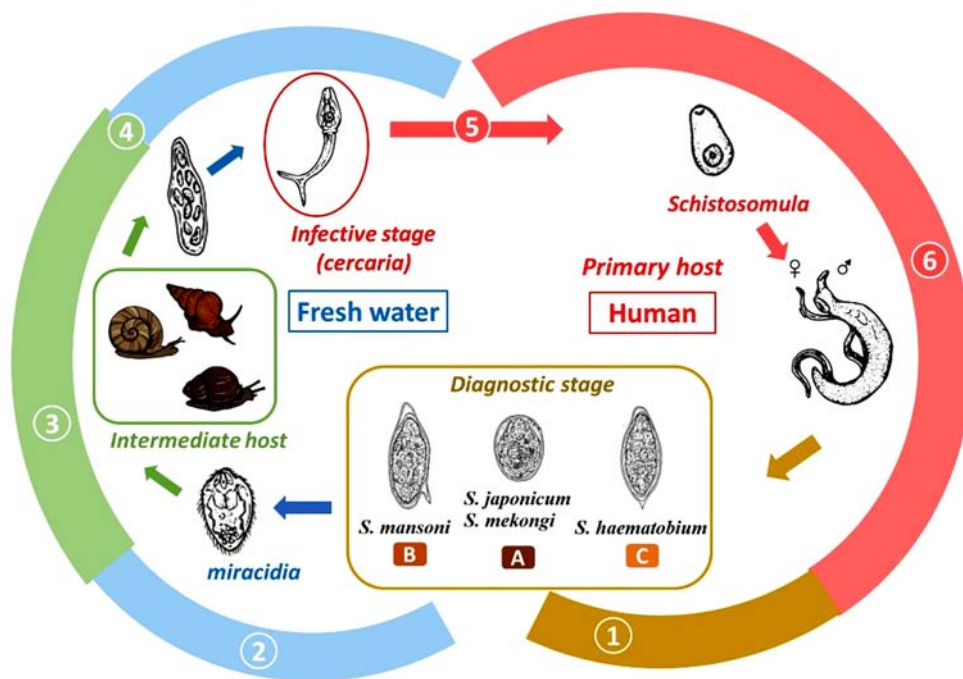 4
5
Schistosomula
6
♀ ♂
Infective stage
(cercaria)
Primary host
Fresh water
Human
Diagnostic stage
3
Intermediate host
S. mansoni
S. japonicum
S. mekongi
S. haematobium
B
A
C
miracidia
2
1